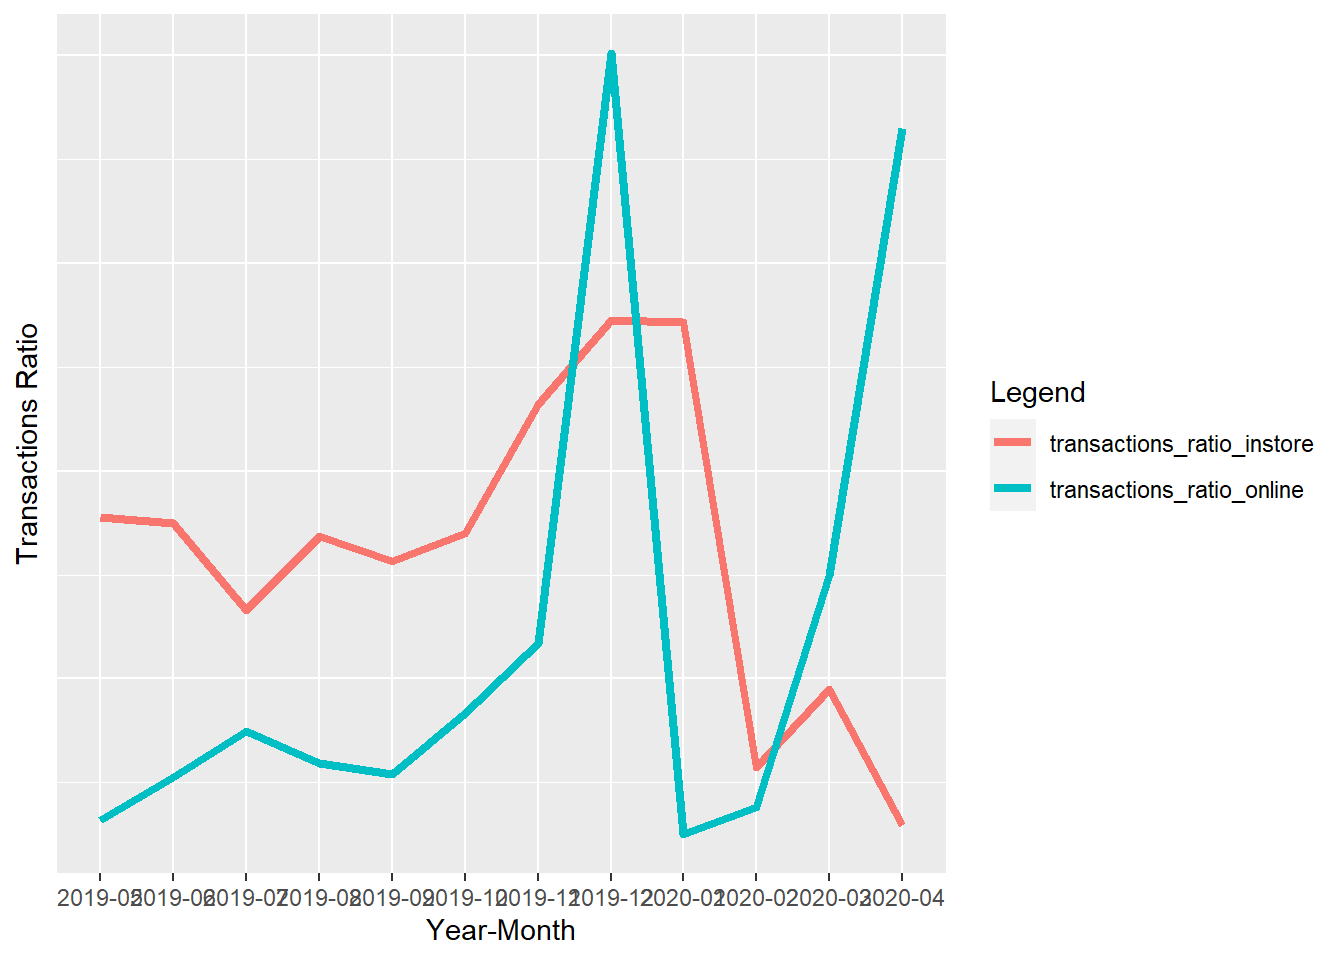 Transactions Ratio
Legend
transactions_ratio_instore
transactions_ratio_online
2019-05 2019-06 2019-07 2019-08 2019-09 2019-10 2019-11 2019-12 2020-01 2020-02 2020-03 2020-04
Year-Month